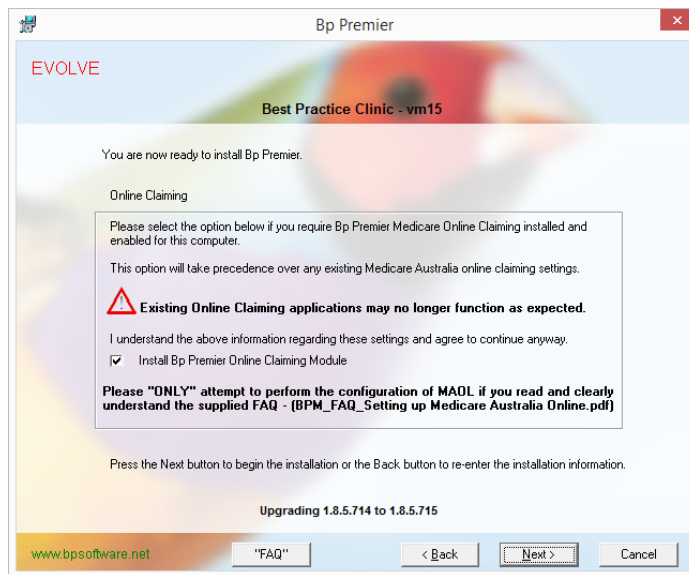 Bp Premier
EVOLVE
Best Practice Clinic - vm15
You are now ready to install Bp Premier.
Online Claiming
Please select the option below if you require Bp Premier Medicare Online Claiming installed and
enabled for this computer.
This option will take precedence over any existing Medicare Australia online claiming settings.
Existing Online Claiming applications may no longer function as expected.
I understand the above information regarding these settings and agree to continue anyway.
Install Bp Premier Online Claiming Module
Please "ONLY" attempt to perform the configuration of MAOL if you read and clearly
understand the supplied FAQ - (BPM_FAQ_Setting up Medicare Australia Online.pdf)
Press the Next button to begin the installation or the Back button to re-enter the installation information.
Upgrading 1.8.5.714 to 1.8.5.715
www.bpsoftware.net "FAQ" < Back Next > Cancel